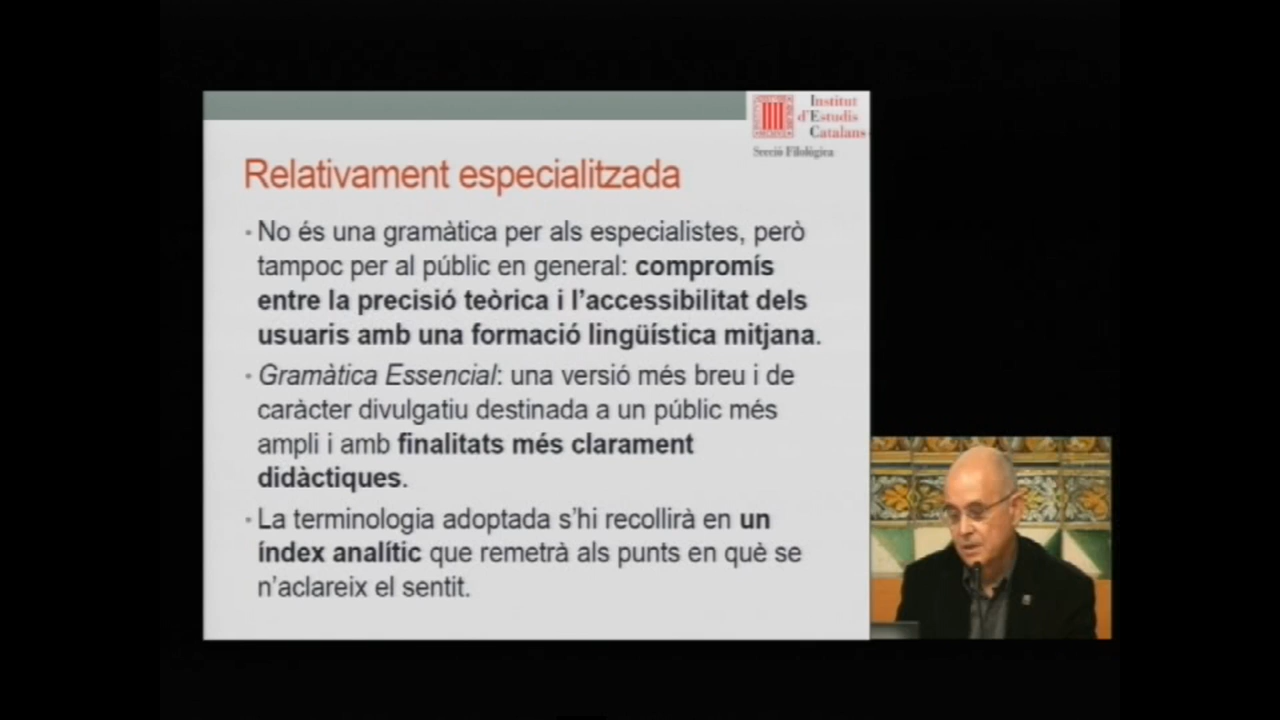 Institut
d'Estudis
Catalans
Secció Filològica
Relativament especialitzada
· No és una gramàtica per als especialistes, però
tampoc per al públic en general: compromís
entre la precisió teòrica i l'accessibilitat dels
usuaris amb una formació lingüística mitjana.
· Gramàtica Essencial: una versió més breu i de
caràcter divulgatiu destinada a un públic més
ampli i amb finalitats més clarament
didàctiques.
· La terminologia adoptada s'hi recollirà en un
índex analític que remetrà als punts en què se
n'aclareix el sentit.